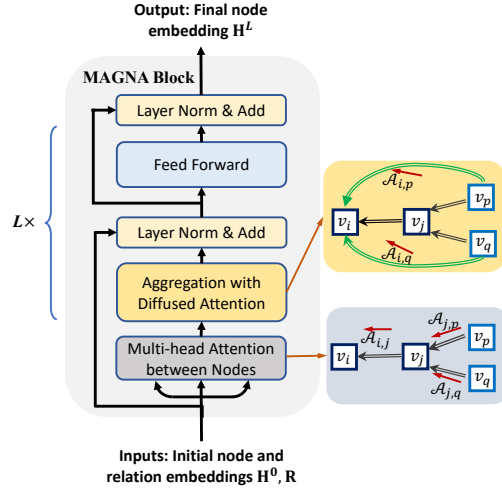 Output: Final node
embedding H^L
MAGNA Block
Layer Norm & Add
Feed Forward
L×
Layer Norm & Add
Aggregation with
Diffused Attention
Multi-head Attention
between Nodes
Inputs: Initial node and
relation embeddings H^0, R
𝒜_{i,p}
v_p
v_i
v_j
𝒜_{i,q}
v_q
𝒜_{j,p}
𝒜_{i,j}
v_p
v_i
v_j
v_q
𝒜_{j,q}